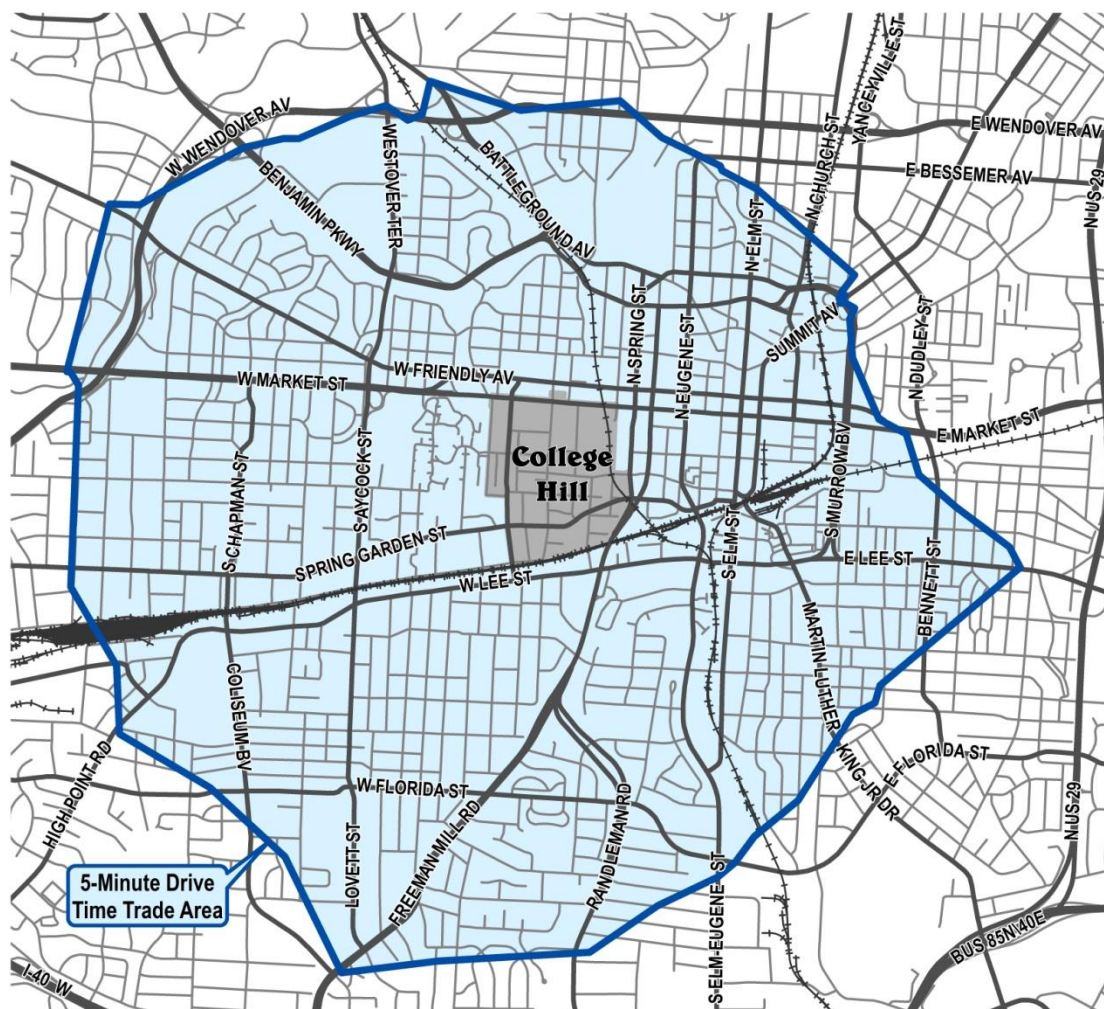 YANCEYVILLE ST
E WENDOVER AV
W WENDOVER AV
WESTOVER TER
BATTLEGROUND AV
BENJAMIN PKWY
N CHURCH ST
E BESSEMER AV
N US 29
N ELM ST
N SPRING ST
N EUGENE ST
SUMMIT AV
N DUDLEY ST
W FRIENDLY AV
W MARKET ST
E MARKET ST
College
Hill
S CHAPMAN ST
S AYCOCK ST
S MURROW BV
SPRING GARDEN ST
S ELM ST
W LEE ST
E LEE ST
BENNETT ST
MARTIN LUTHER
KING JR DR
COLISEUM BV
HIGH POINT RD
W FLORIDA ST
E FLORIDA ST
N US 29
LOVETT ST
FREEMAN MILL RD
RANDLEMAN RD
S ELM-EUGENE ST
5-Minute Drive
Time Trade Area
BUS 85N\40E
I-40 W